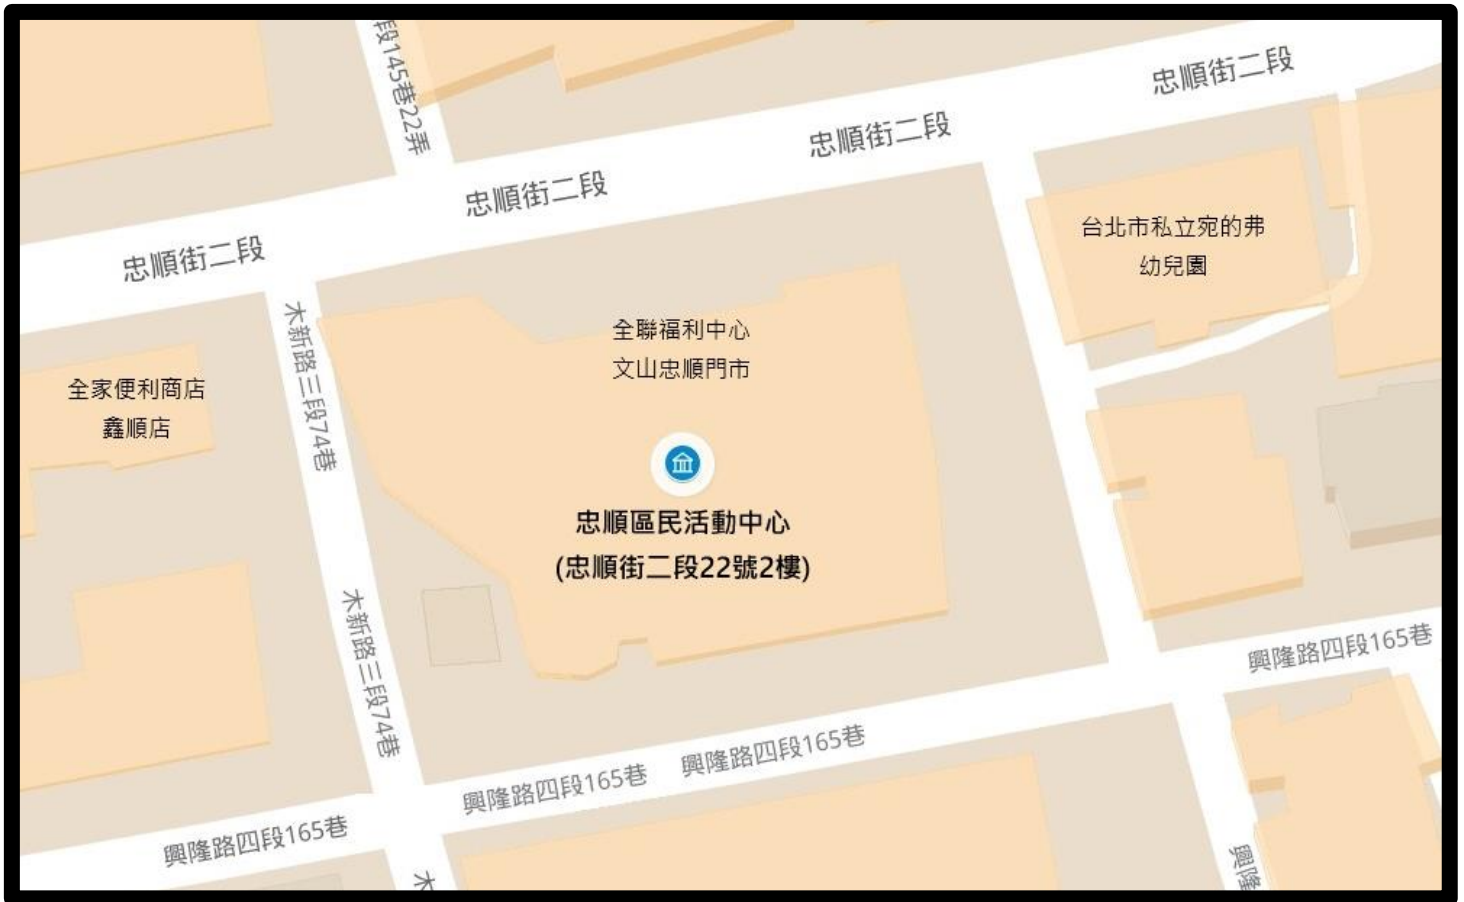 段145巷22弄
忠順街二段
忠順街二段
忠順街二段
忠順街二段
台北市私立宛的弗
幼兒園
木新路三段74巷
全聯福利中心
文山忠順門市
全家便利商店
鑫順店
忠順區民活動中心
(忠順街二段22號2樓)
木新路三段74巷
興隆路四段165巷
興隆路四段165巷
興隆路四段165巷
興隆路四段165巷
木
興隆